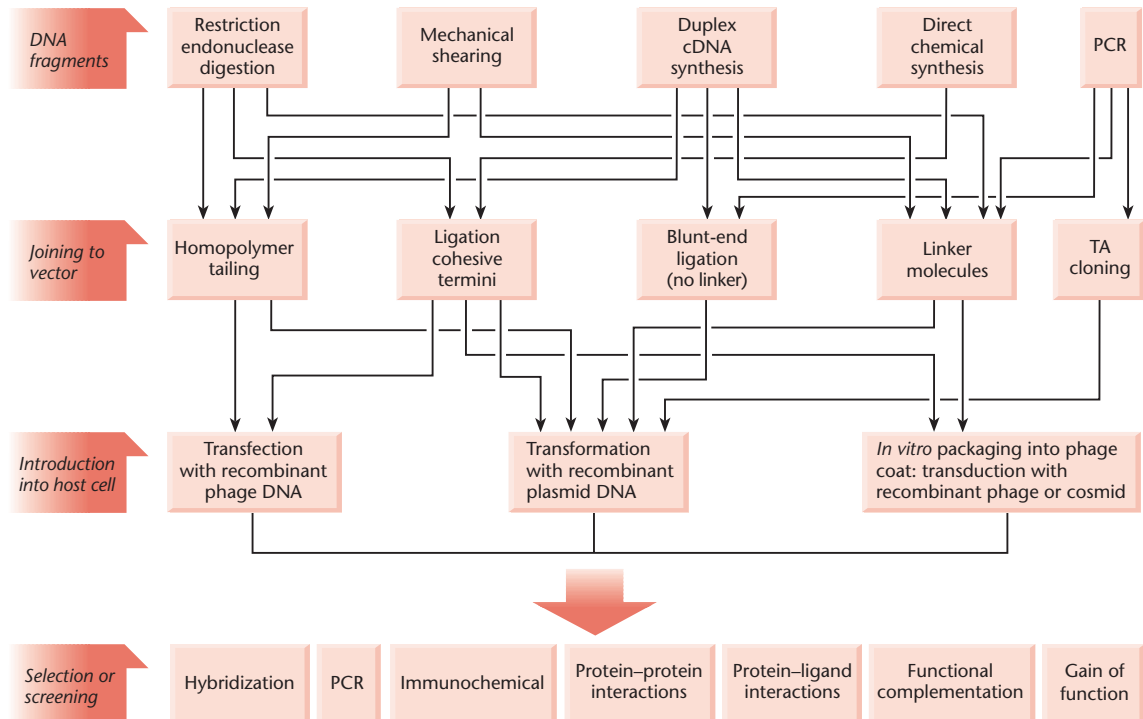 DNA
fragments
Restriction
endonuclease
digestion
Mechanical
shearing
Duplex
cDNA
synthesis
Direct
chemical
synthesis
PCR
Joining to
vector
Homopolymer
tailing
Ligation
cohesive
termini
Blunt-end
ligation
(no linker)
Linker
molecules
TA
cloning
Introduction
into host cell
Transfection
with recombinant
phage DNA
Transformation
with recombinant
plasmid DNA
In vitro packaging into phage
coat: transduction with
recombinant phage or cosmid
Selection or
screening
Hybridization
PCR
Immunochemical
Protein–protein
interactions
Protein–ligand
interactions
Functional
complementation
Gain of
function